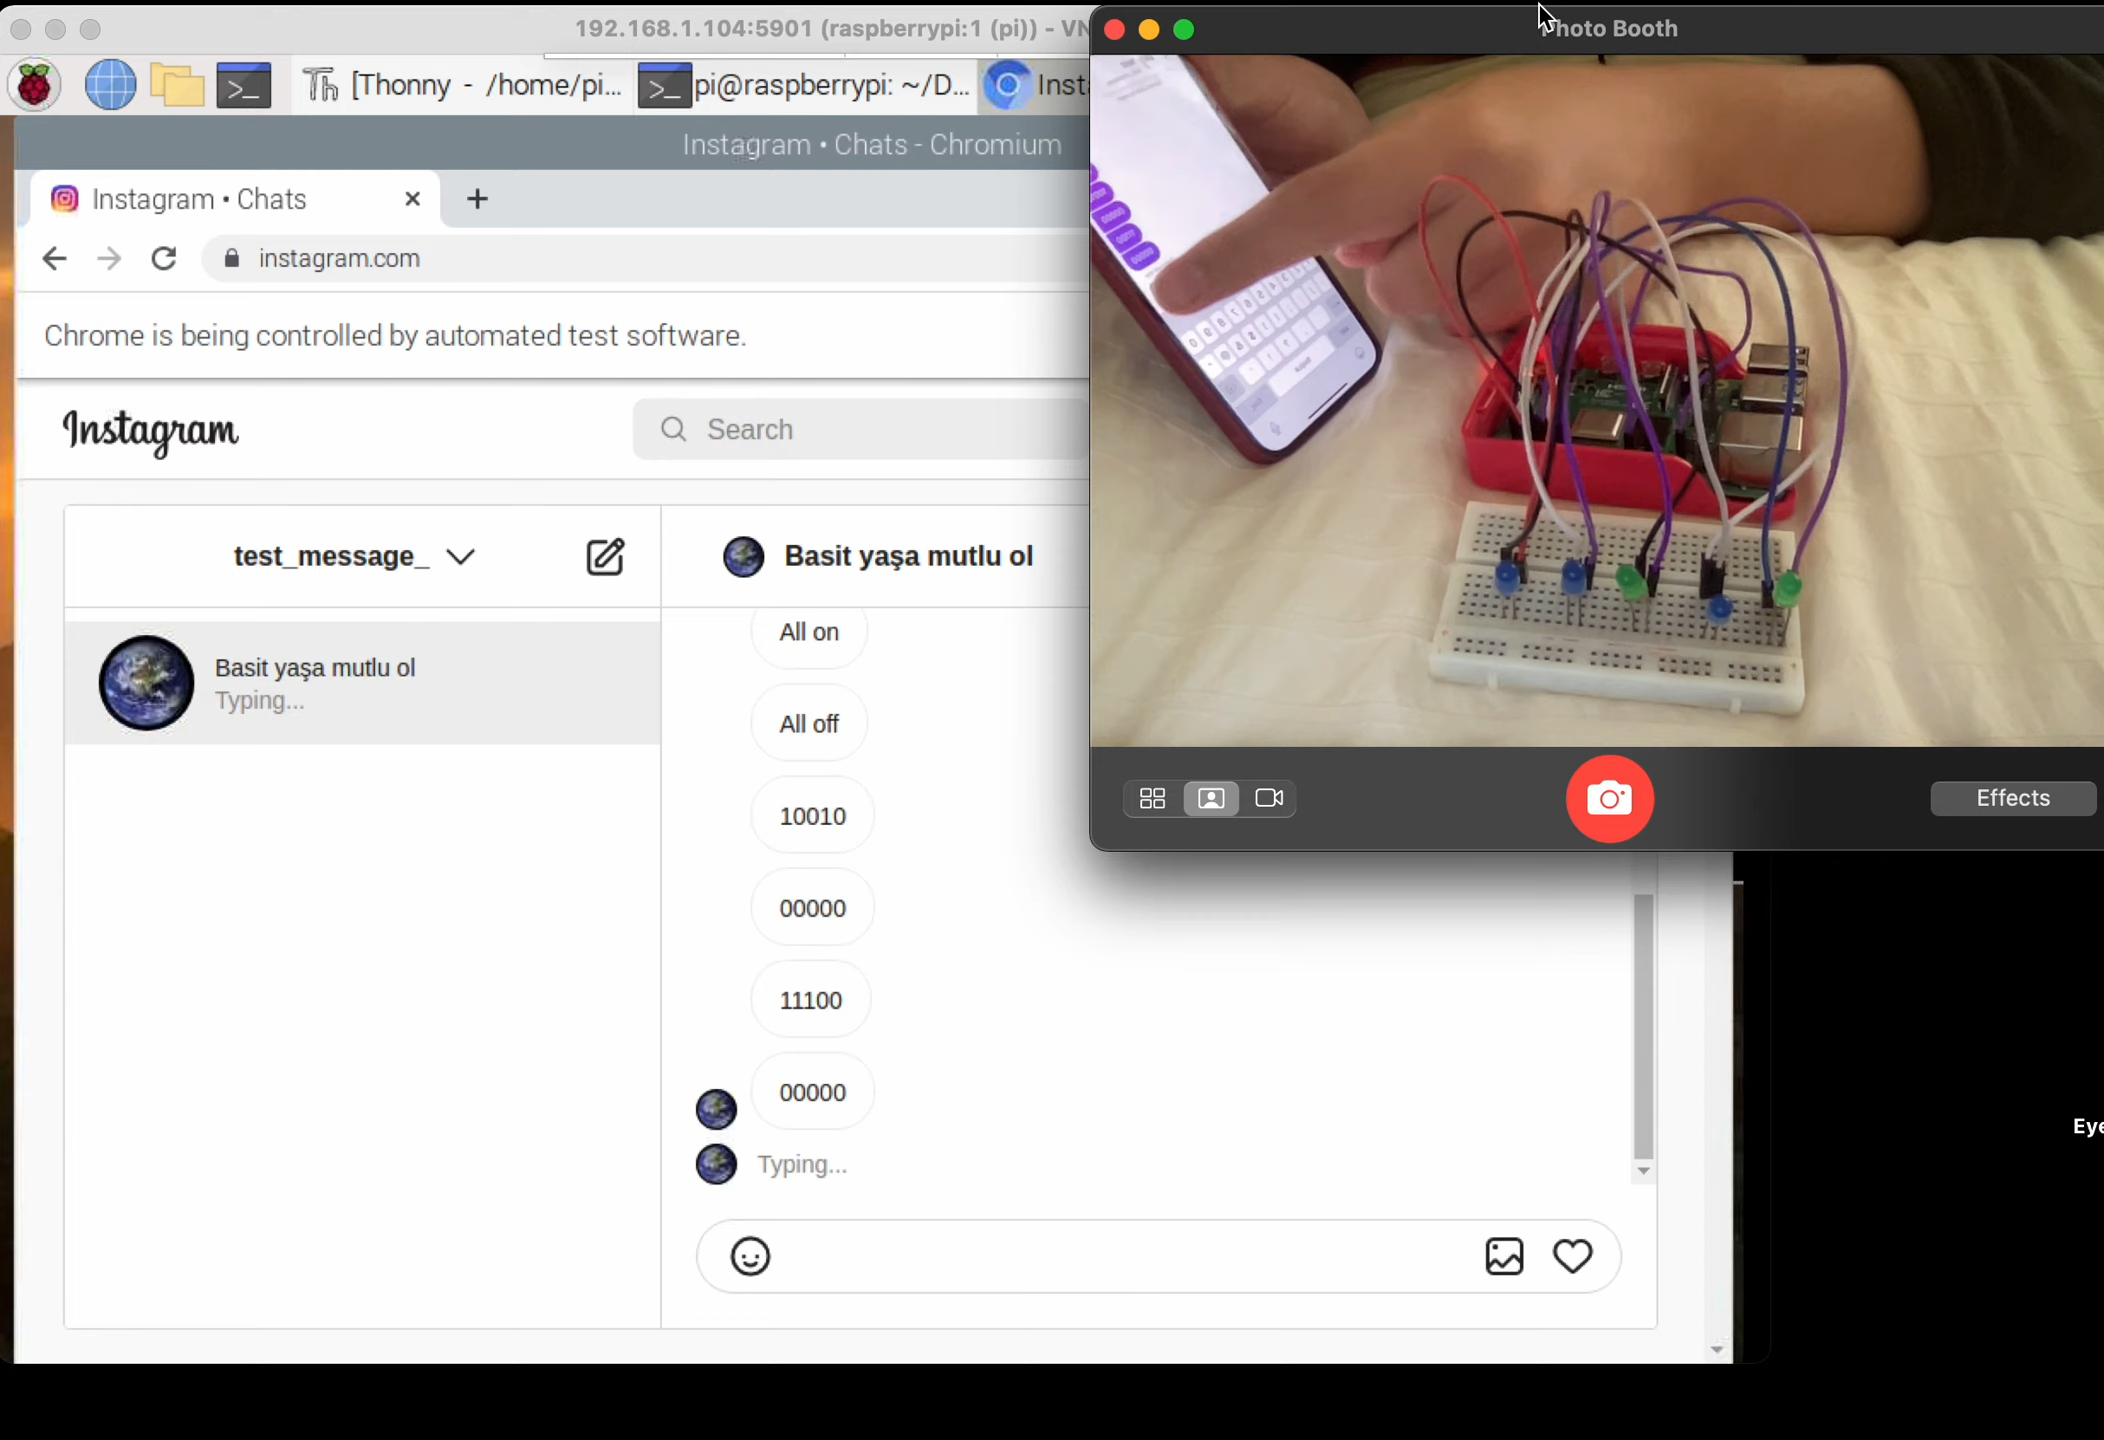 192.168.1.104:5901 (raspberrypi:1 (pi)) - VN
Photo Booth
[Thonny - /home/pi...
pi@raspberrypi: ~/D...
Inst
Instagram • Chats - Chromium
Instagram • Chats
instagram.com
Chrome is being controlled by automated test software.
Instagram
Search
test_message_
Basit yaşa mutlu ol
Basit yaşa mutlu ol
Typing...
All on
All off
10010
00000
11100
00000
Typing...
Effects
Eye